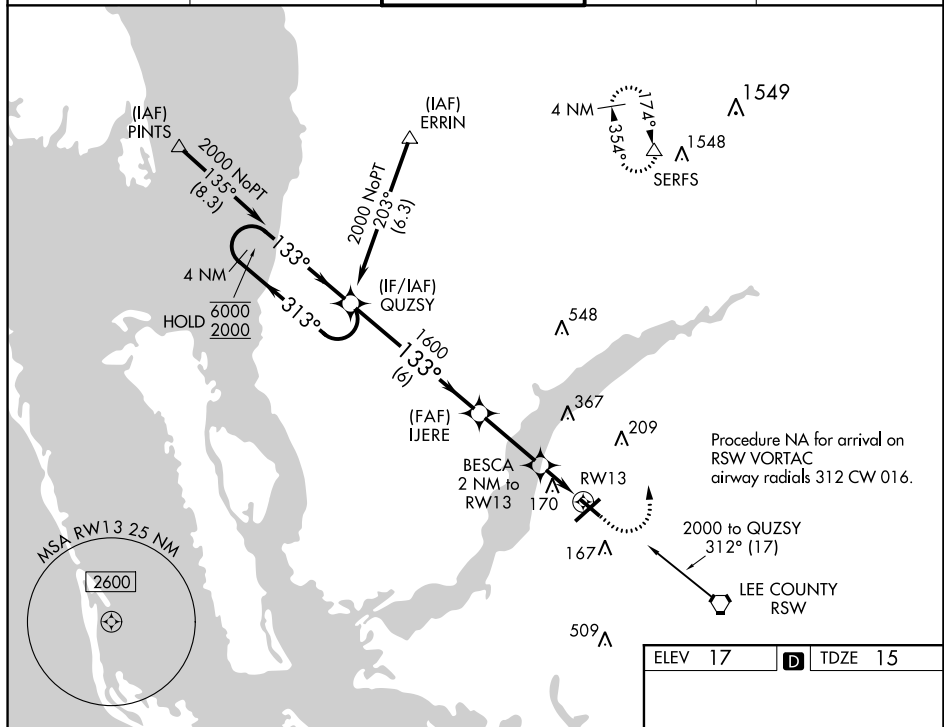 (IAF)
PINTS
2000 NoPT
135°
(8.3)
(IAF)
ERRIN
2000 NoPT
203°
(6.3)
4 NM
354°
174°
SERFS
1549
1548
133°
4 NM
313°
HOLD
6000
2000
(IF/IAF)
QUZSY
1600
133°
(6)
548
(FAF)
IJERE
367
209
BESCA
2 NM to
RW13
170
RW13
Procedure NA for arrival on
RSW VORTAC
airway radials 312 CW 016.
167
2000 to QUZSY
312° (17)
LEE COUNTY
RSW
509
MSA RW13 25 NM
2600
ELEV 17
D
TDZE 15